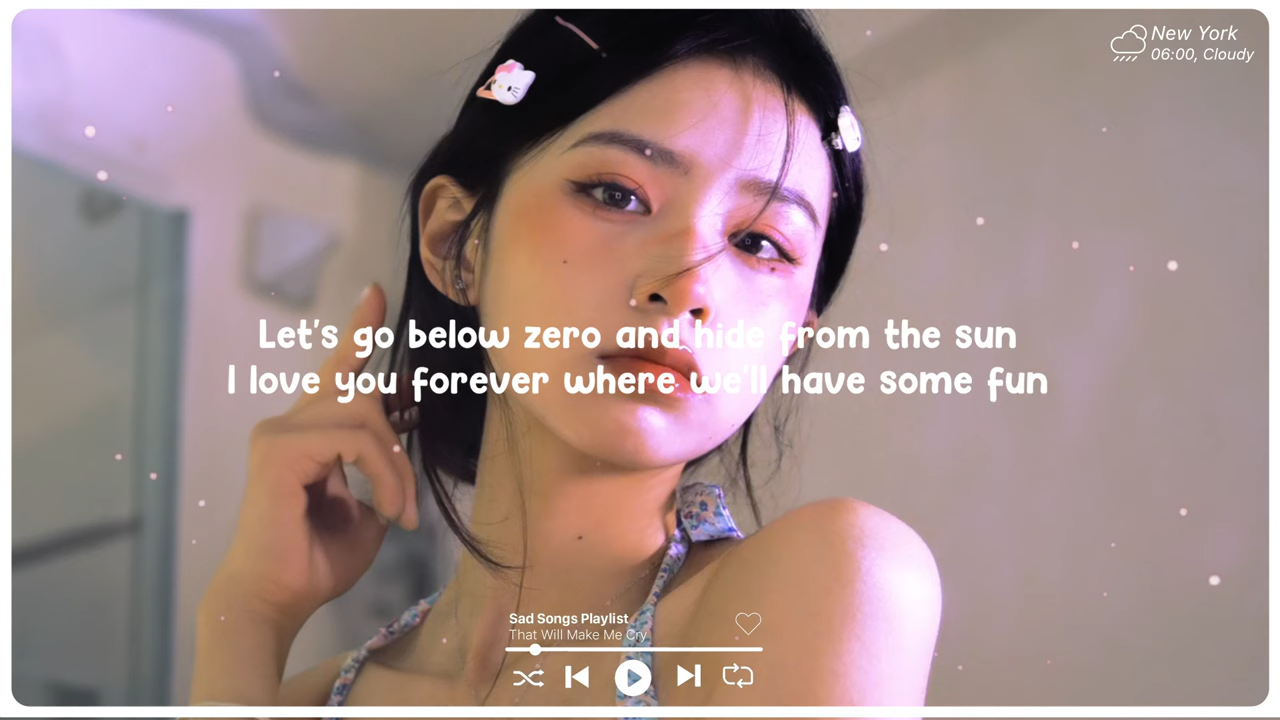 New York
06:00, Cloudy
Let's go below zero and hide from the sun
I love you forever where we'll have some fun
Sad Songs Playlist
That Will Make Me Cry